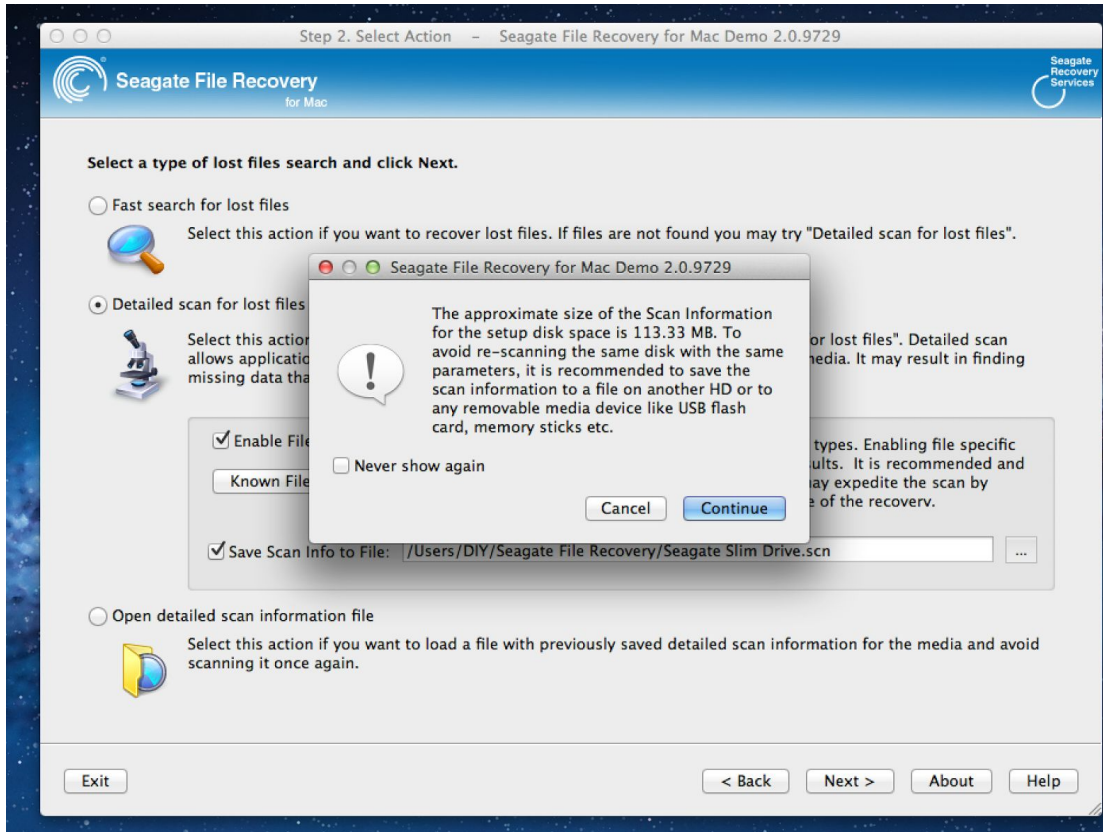 Step 2. Select Action – Seagate File Recovery for Mac Demo 2.0.9729
Seagate File Recovery
for Mac
Seagate
Recovery
Services
Select a type of lost files search and click Next.
Fast search for lost files
Select this action if you want to recover lost files. If files are not found you may try "Detailed scan for lost files".
Seagate File Recovery for Mac Demo 2.0.9729
Detailed scan for lost files
The approximate size of the Scan Information
for the setup disk space is 113.33 MB. To
avoid re-scanning the same disk with the same
parameters, it is recommended to save the
scan information to a file on another HD or to
any removable media device like USB flash
card, memory sticks etc.
Never show again
Cancel
Continue
Select this action
or lost files". Detailed scan
allows
media. It may result in finding
missing data
Enable File
types. Enabling file specific
It is recommended and
Known File
may expedite the scan by
of the recovery.
Save Scan Info to File: /Users/DIY/Seagate File Recovery/Seagate Slim Drive.scn
...
Open detailed scan information file
Select this action if you want to load a file with previously saved detailed scan information for the media and avoid
scanning it once again.
Exit
< Back
Next >
About
Help